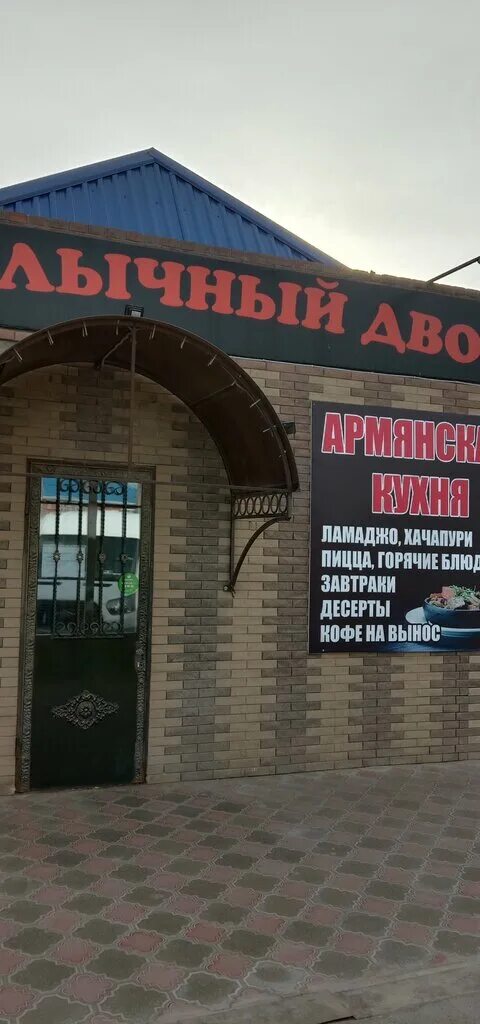 ЛЫЧНЫЙ ДВО
АРМЯНСКА
КУХНЯ
ЛАМАДЖО, ХАЧАПУРИ
ПИЦЦА, ГОРЯЧИЕ БЛЮД
ЗАВТРАКИ
ДЕСЕРТЫ
КОФЕ НА ВЫНОС